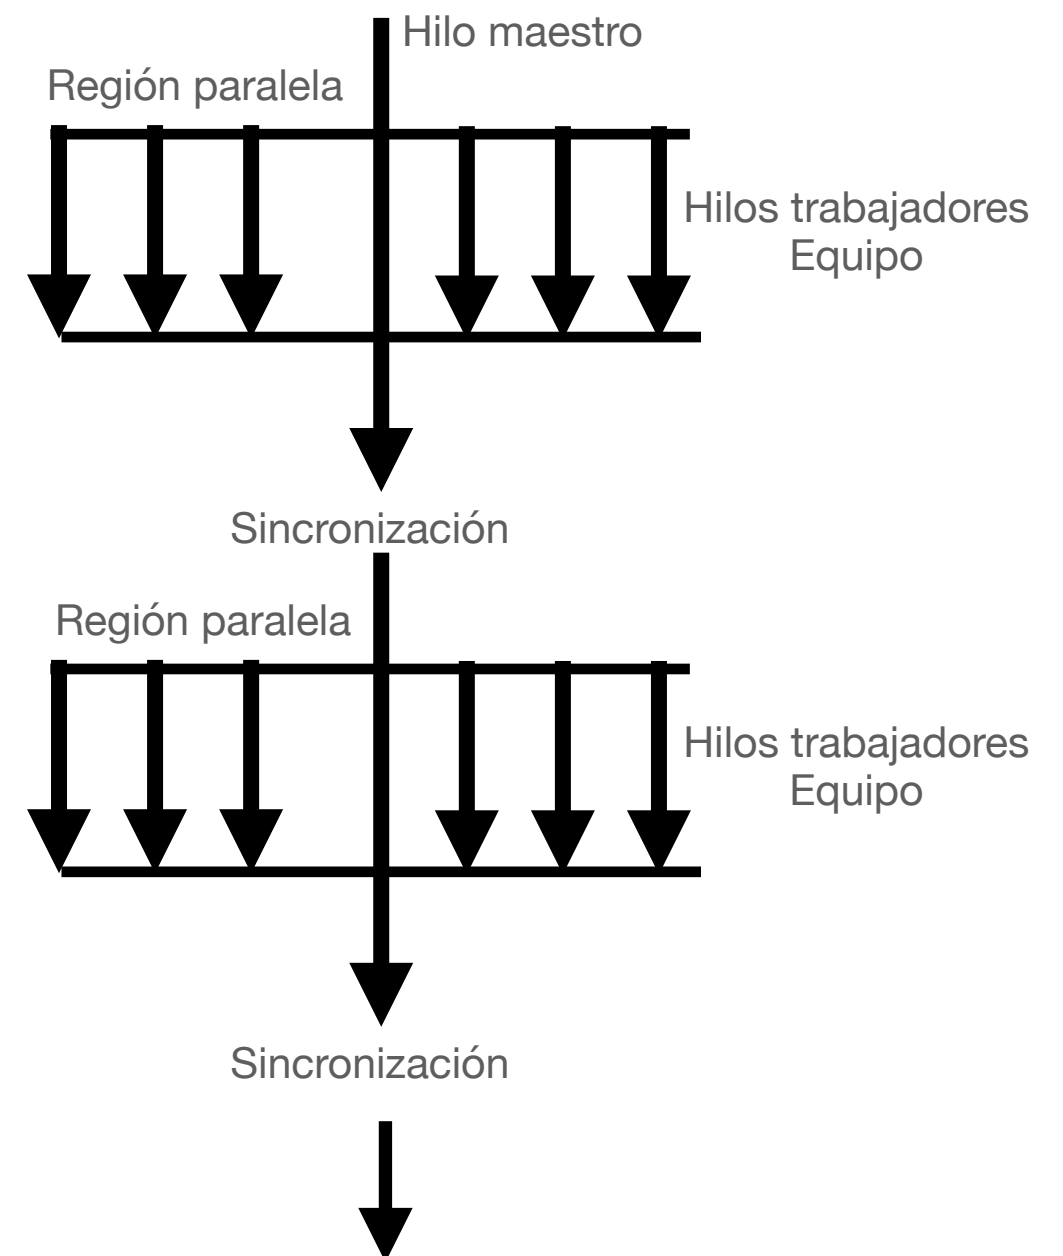 Hilo maestro
Región paralela
Hilos trabajadores
Equipo
Sincronización
Región paralela
Hilos trabajadores
Equipo
Sincronización